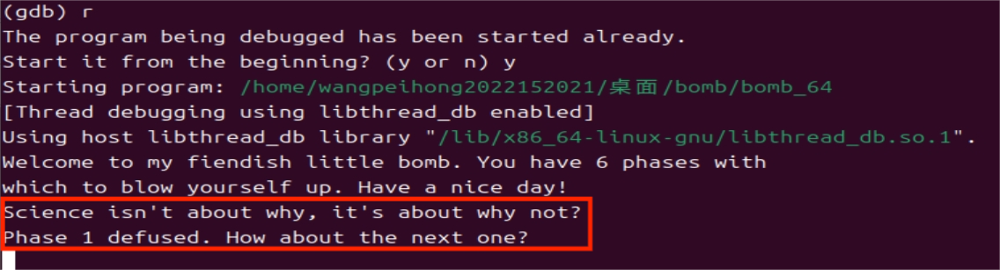 (gdb) r
The program being debugged has been started already.
Start it from the beginning? (y or n) y
Starting program: /home/wangpeihong2022152021/桌面/bomb/bomb_64
[Thread debugging using libthread_db enabled]
Using host libthread_db library "/lib/x86_64-linux-gnu/libthread_db.so.1".
Welcome to my fiendish little bomb. You have 6 phases with
which to blow yourself up. Have a nice day!
Science isn't about why, it's about why not?
Phase 1 defused. How about the next one?